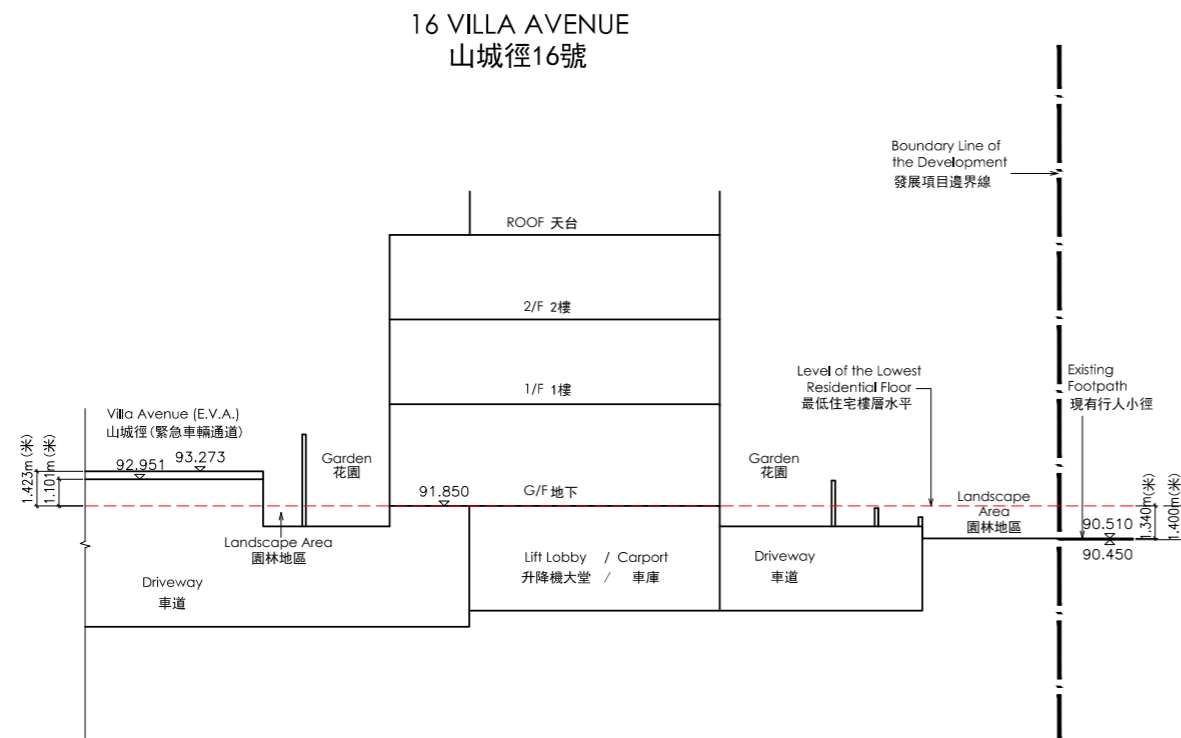 16 VILLA AVENUE
山城徑16號
Boundary Line of
the Development
發展項目邊界線
ROOF 天台
2/F 2樓
1/F 1樓
Level of the Lowest
Residential Floor
最低住宅樓層水平
Existing
Footpath
現有行人小徑
Villa Avenue (E.V.A.)
山城徑(緊急車輛通道)
1.423m(米)
1.101m(米)
92.951
93.273
Garden
花園
91.850
G/F 地下
Garden
花園
Landscape
Area
園林地區
90.510
90.450
1.340m(米)
1.400m(米)
Landscape Area
園林地區
Driveway
車道
Lift Lobby / Carport
升降機大堂 / 車庫
Driveway
車道